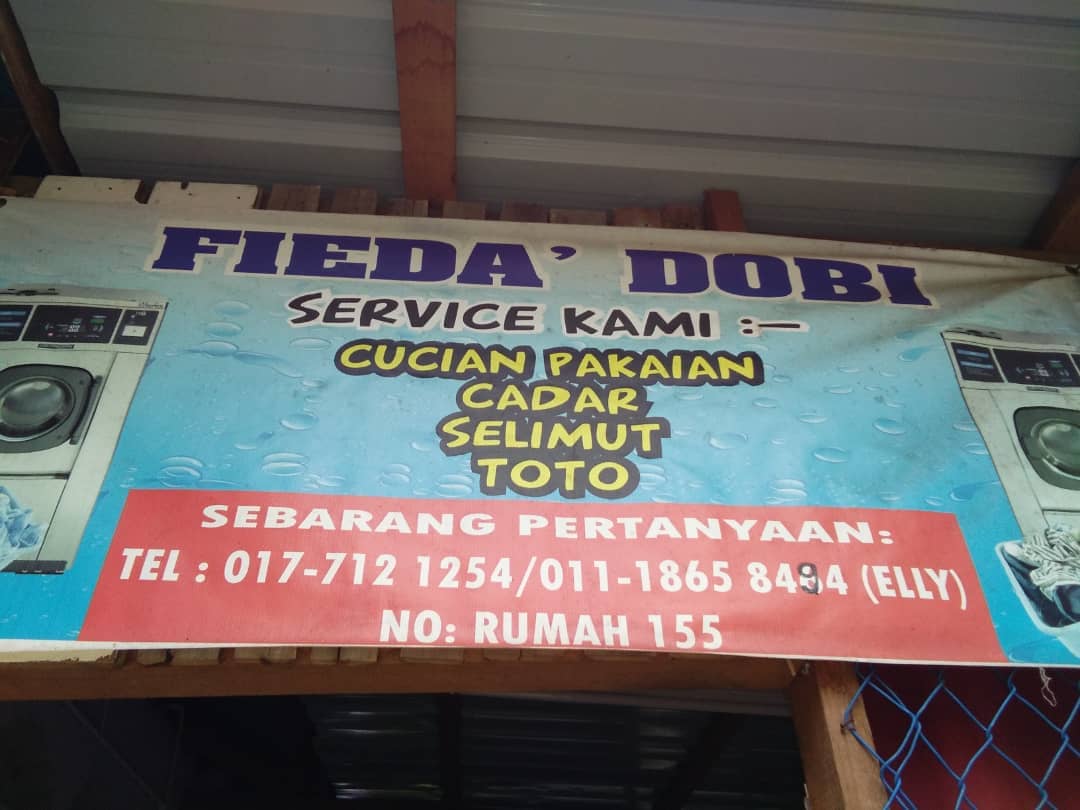 FIEDA' DOBI
SERVICE KAMI :-
CUCIAN PAKAIAN
CADAR
SELIMUT
TOTO
SEBARANG PERTANYAAN:
TEL : 017-712 1254/011-1865 8494 (ELLY)
NO: RUMAH 155